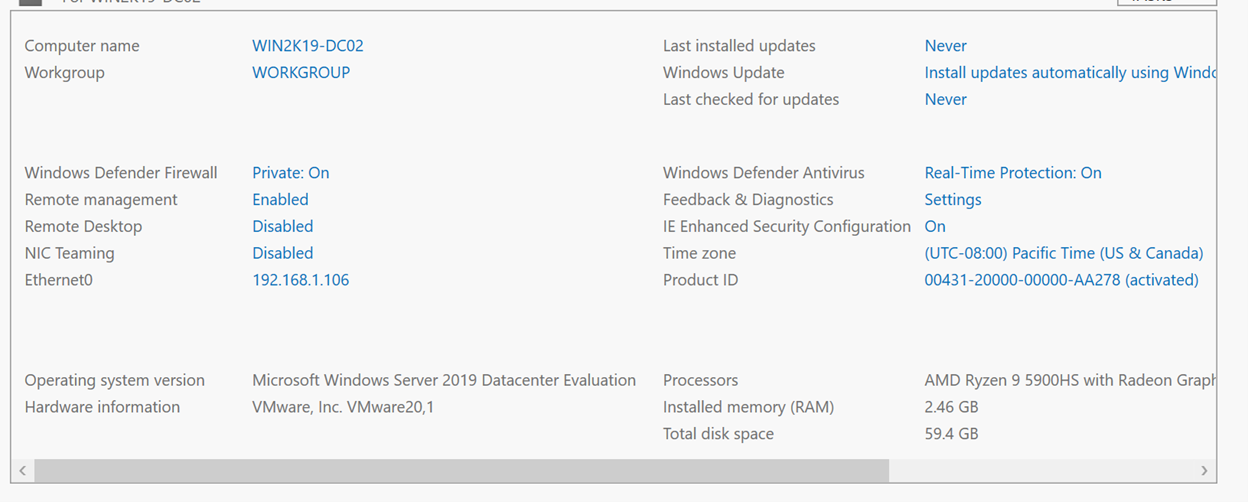 WIN2K19-DC02
Computer name WIN2K19-DC02 Last installed updates Never
Workgroup WORKGROUP Windows Update Install updates automatically using
Last checked for updates Never
Windows Defender Firewall Private: On Windows Defender Antivirus Real-Time Protection: On
Remote management Enabled Feedback & Diagnostics Settings
Remote Desktop Disabled IE Enhanced Security Configuration On
NIC Teaming Disabled Time zone (UTC-08:00) Pacific Time (US & Canada)
Ethernet0 192.168.1.106 Product ID 00431-20000-00000-AA278 (activated)
Operating system version Microsoft Windows Server 2019 Datacenter Evaluation Processors AMD Ryzen 9 5900HS with Radeon
Hardware information VMware, Inc. VMware20,1 Installed memory (RAM) 2.46 GB
Total disk space 59.4 GB